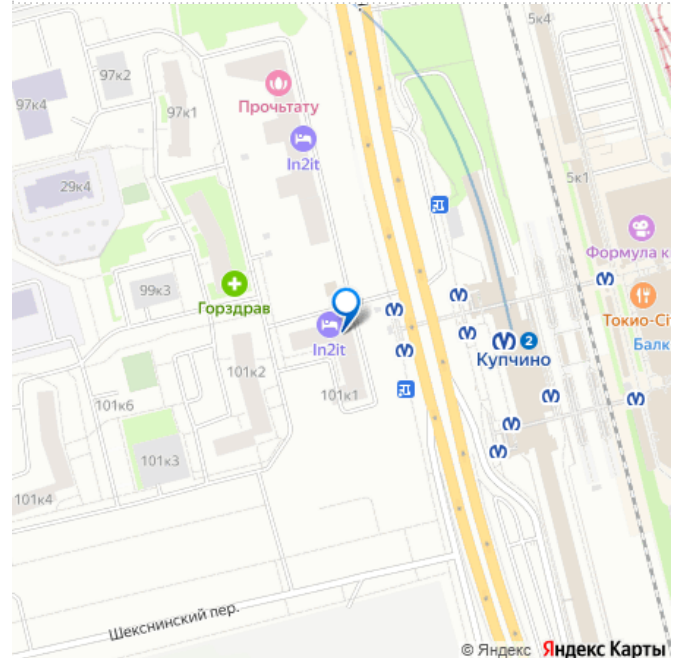 5к4
97к2
97к4
Прочьтату
97к1
In2it
29к4
5к1
Формула к
99к3
Горздрав
Токио-Сі
2
In2it
Купчино
Балк
101к2
101к1
101к6
101к3
101к4
Шекснинский пер.
© Яндекс Яндекс Карты